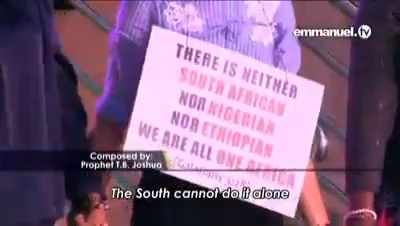 emmanuel.tv
THERE IS NEITHER
SOUTH AFRICAN
NOR NIGERIAN
NOR ETHIOPIAN
WE ARE ALL ONE AFRICA
Composed by:
Prophet T.B. Joshua
The South cannot do it alone